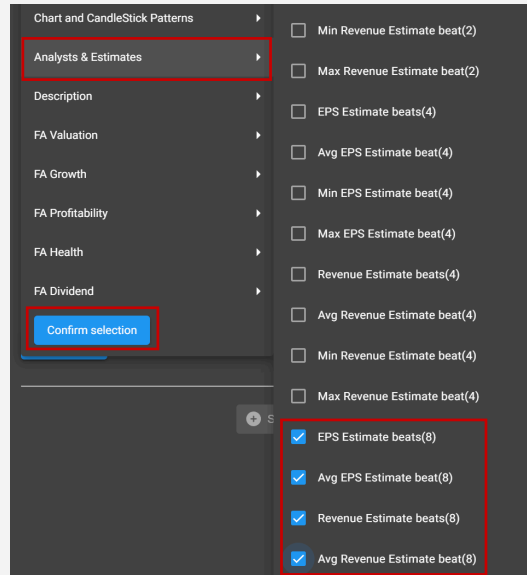 Chart and CandleStick Patterns
Analysts & Estimates
Description
FA Valuation
FA Growth
FA Profitability
FA Health
FA Dividend
Confirm selection
S
Min Revenue Estimate beat(2)
Max Revenue Estimate beat(2)
EPS Estimate beats(4)
Avg EPS Estimate beat(4)
Min EPS Estimate beat(4)
Max EPS Estimate beat(4)
Revenue Estimate beats(4)
Avg Revenue Estimate beat(4)
Min Revenue Estimate beat(4)
Max Revenue Estimate beat(4)
EPS Estimate beats(8)
Avg EPS Estimate beat(8)
Revenue Estimate beats(8)
Avg Revenue Estimate beat(8)